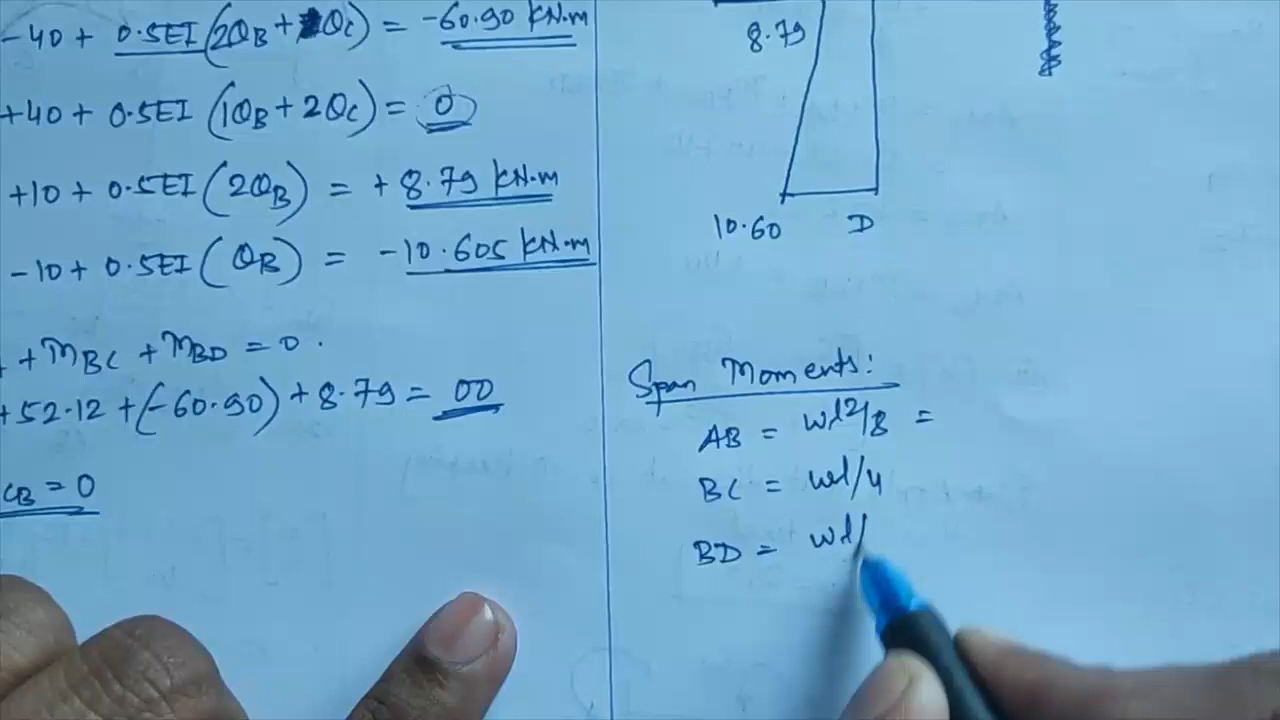 -40 + 0.5EI(2θB + θC) = -60.90 kN.m
+40 + 0.5EI (1θB + 2θC) = 0
+10 + 0.5EI (2θB) = + 8.79 kN.m
-10 + 0.5EI (θB) = -10.605 kN.m
+ MBC + MBD = 0.
+52.12 + (-60.90) + 8.79 = 00
CB = 0
8.79
10.60 D
Span Moments:
AB = wl2/8 =
BC = wl/4
BD = wl/